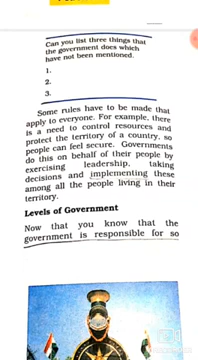 Can you list three things that
the government does which
have not been mentioned.
1.
2.
3.
Some rules have to be made that
apply to everyone. For example, there
is a need to control resources and
protect the territory of a country, so
people can feel secure. Governments
do this on behalf of their people by
exercising leadership, taking
decisions and implementing these
among all the people living in their
territory.
Levels of Government
Now that you know that the
government is responsible for so